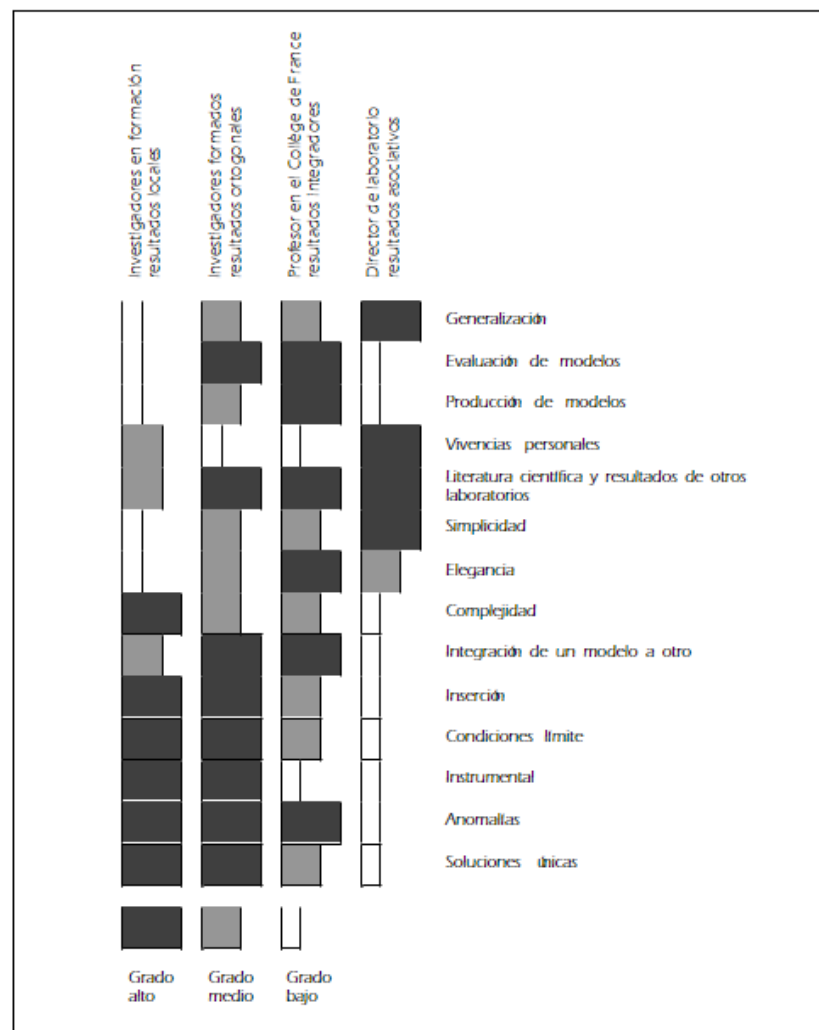 Investigadores en formación
resultados locales
Investigadores formados
resultados ortogonales
Profesor en el Collège de France
resultados integradores
Director de laboratorio
resultados asociativos
Generalización
Evaluación de modelos
Producción de modelos
Vivencias personales
Literatura científica y resultados de otros
laboratorios
Simplicidad
Elegancia
Complejidad
Integración de un modelo a otro
Inserción
Condiciones límite
Instrumental
Anomalías
Soluciones únicas
Grado
alto
Grado
medio
Grado
bajo